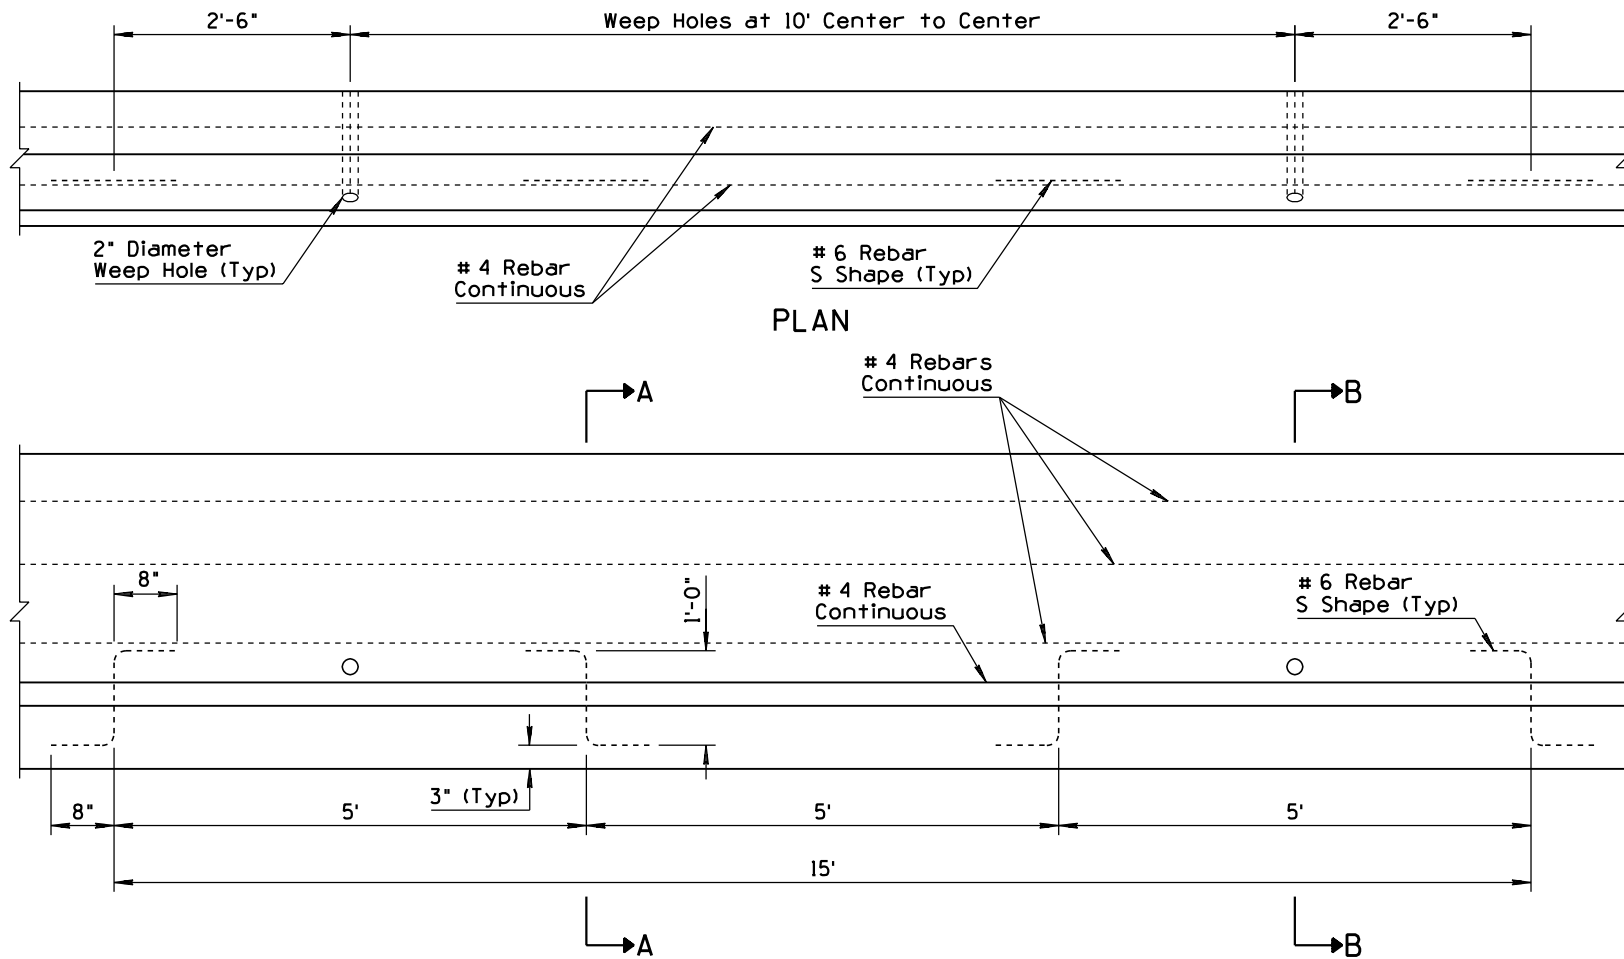 2'-6"
Weep Holes at 10' Center to Center
2'-6"
2" Diameter
Weep Hole (Typ)
# 4 Rebar
Continuous
# 6 Rebar
S Shape (Typ)
PLAN
# 4 Rebars
Continuous
A
B
8"
1'-0"
# 4 Rebar
Continuous
# 6 Rebar
S Shape (Typ)
3" (Typ)
8"
5'
5'
5'
15'
A
B